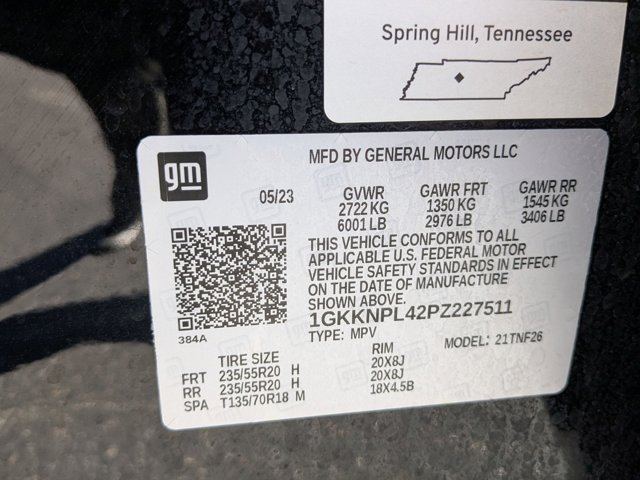 Spring Hill, Tennessee
gm
MFD BY GENERAL MOTORS LLC
05/23 GVWR GAWR FRT GAWR RR
2722 KG 1350 KG 1545 KG
6001 LB 2976 LB 3406 LB
THIS VEHICLE CONFORMS TO ALL
APPLICABLE U.S. FEDERAL MOTOR
VEHICLE SAFETY STANDARDS IN EFFECT
ON THE DATE OF MANUFACTURE
SHOWN ABOVE.
384A
1GKKNPL42PZ227511
TYPE: MPV MODEL: 21TNF26
TIRE SIZE RIM
FRT 235/55R20 H 20X8J
RR 235/55R20 H 20X8J
SPA T135/70R18 M 18X4.5B